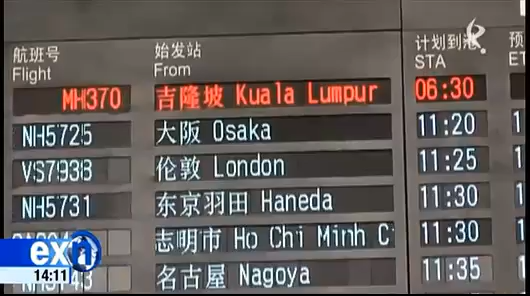 航班号 始发站 计划到港 预
Flight From STA ET
MH370 吉隆坡 Kuala Lumpur 06:30
NH5725 大阪 Osaka 11:20
VS7938 伦敦 London 11:25
NH5731 东京羽田 Haneda 11:30
志明市 Ho Chi Minh C 11:30
名古屋 Nagoya 11:35
ex n
14:11